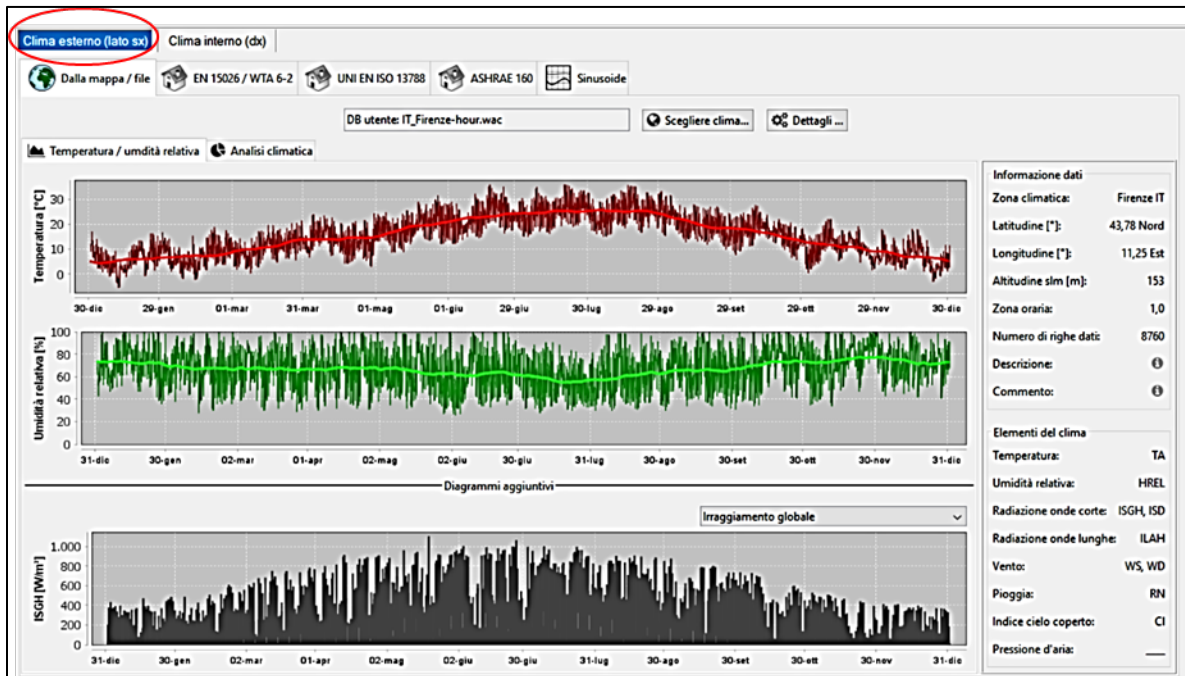 Clima esterno (lato sx) Clima interno (dx)
Dalla mappa / file EN 15026 / WTA 6-2 UNI EN ISO 13788 ASHRAE 160 Sinusoide
DB utente: IT_Firenze-hour.wac Scegliere clima... Dettagli ...
Temperatura / umdità relativa Analisi climatica
Temperatura [°C]
30
20
10
0
30-dic 29-gen 01-mar 31-mar 01-mag 01-giu 29-giu 30-lug 29-ago 29-set 29-ott 29-nov 30-dic
Umidità relativa [%]
100
80
60
40
20
0
31-dic 30-gen 02-mar 01-apr 02-mag 02-giu 30-giu 31-lug 30-ago 30-set 30-ott 30-nov 31-dic
Diagrammi aggiuntivi
Irraggiamento globale
ISGH [W/m²]
1.000
800
600
400
200
0
31-dic 30-gen 02-mar 01-apr 02-mag 02-giu 30-giu 31-lug 30-ago 30-set 30-ott 30-nov 31-dic
Informazione dati
Zona climatica: Firenze IT
Latitudine [°]: 43,78 Nord
Longitudine [°]: 11,25 Est
Altitudine slm [m]: 153
Zona oraria: 1,0
Numero di righe dati: 8760
Descrizione:
Commento:
Elementi del clima
Temperatura: TA
Umidità relativa: HREL
Radiazione onde corte: ISGH, ISD
Radiazione onde lunghe: ILAH
Vento: WS, WD
Pioggia: RN
Indice cielo coperto: CI
Pressione d'aria: ___